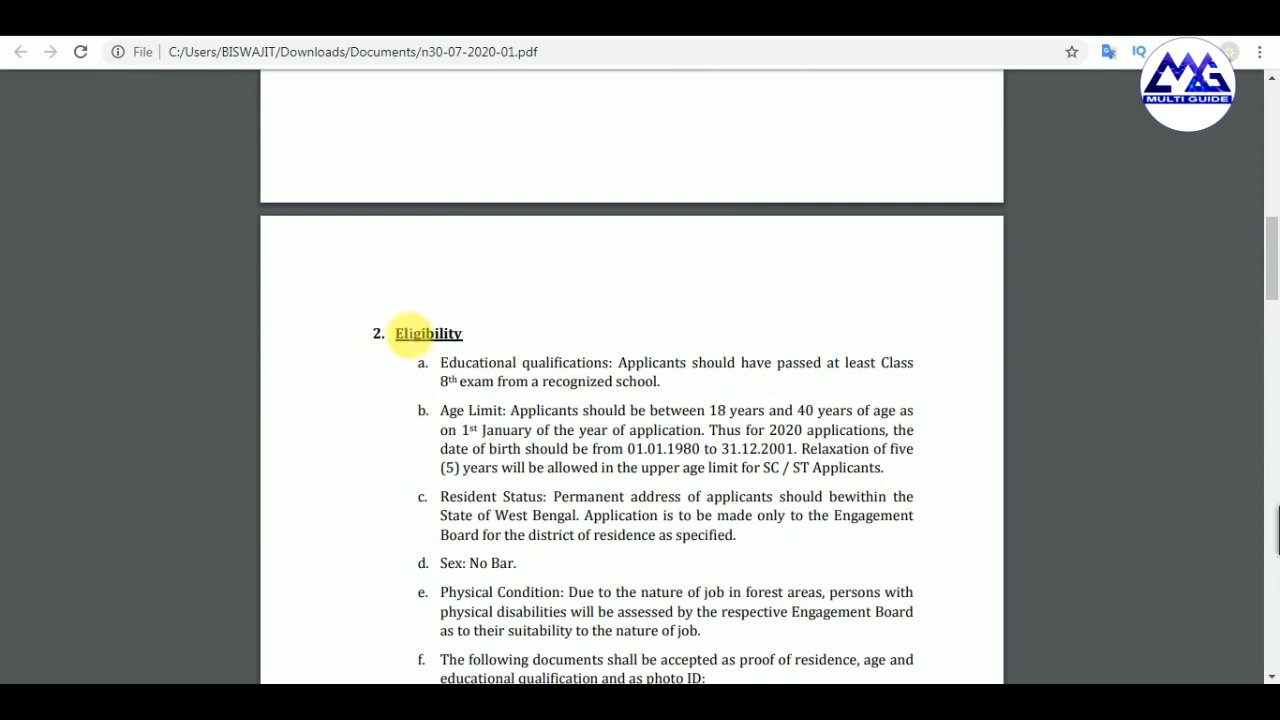 File C:/Users/BISWAJIT/Downloads/Documents/n30-07-2020-01.pdf
IQ
MG
MULTI GUIDE
2. Eligibility
a. Educational qualifications: Applicants should have passed at least Class
8th exam from a recognized school.
b. Age Limit: Applicants should be between 18 years and 40 years of age as
on 1st January of the year of application. Thus for 2020 applications, the
date of birth should be from 01.01.1980 to 31.12.2001. Relaxation of five
(5) years will be allowed in the upper age limit for SC / ST Applicants.
c. Resident Status: Permanent address of applicants should bewithin the
State of West Bengal. Application is to be made only to the Engagement
Board for the district of residence as specified.
d. Sex: No Bar.
e. Physical Condition: Due to the nature of job in forest areas, persons with
physical disabilities will be assessed by the respective Engagement Board
as to their suitability to the nature of job.
f. The following documents shall be accepted as proof of residence, age and
educational qualification and as photo ID: